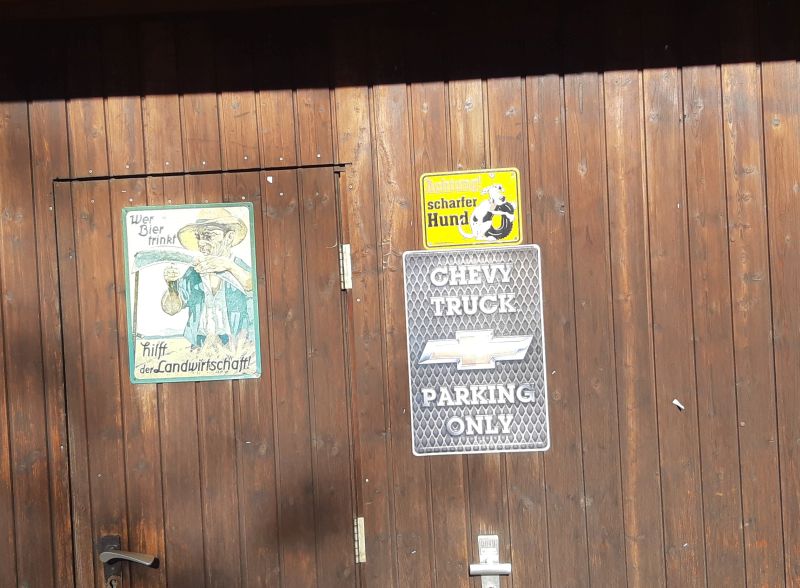 Wer
Bier
trinkt
hilft
der Landwirtschaft!
Achtung!
scharfer
Hund
CHEVY
TRUCK
PARKING
ONLY